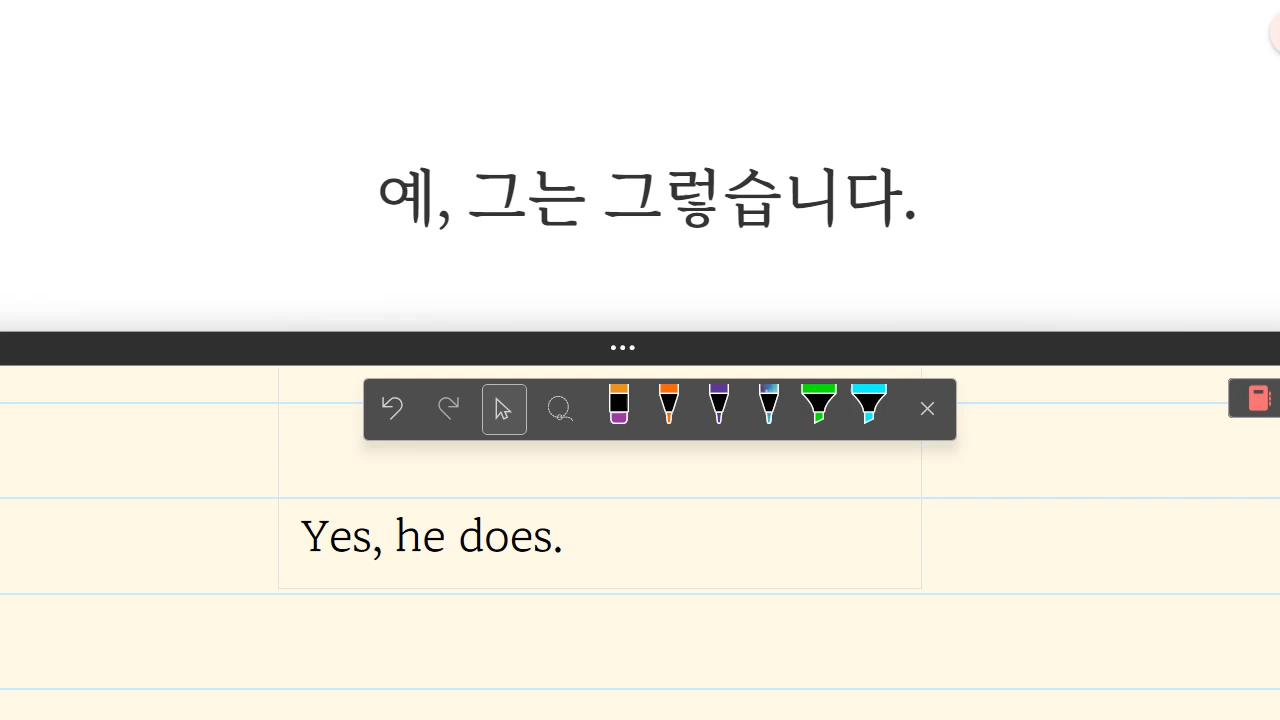 예, 그는 그렇습니다.
Yes, he does.